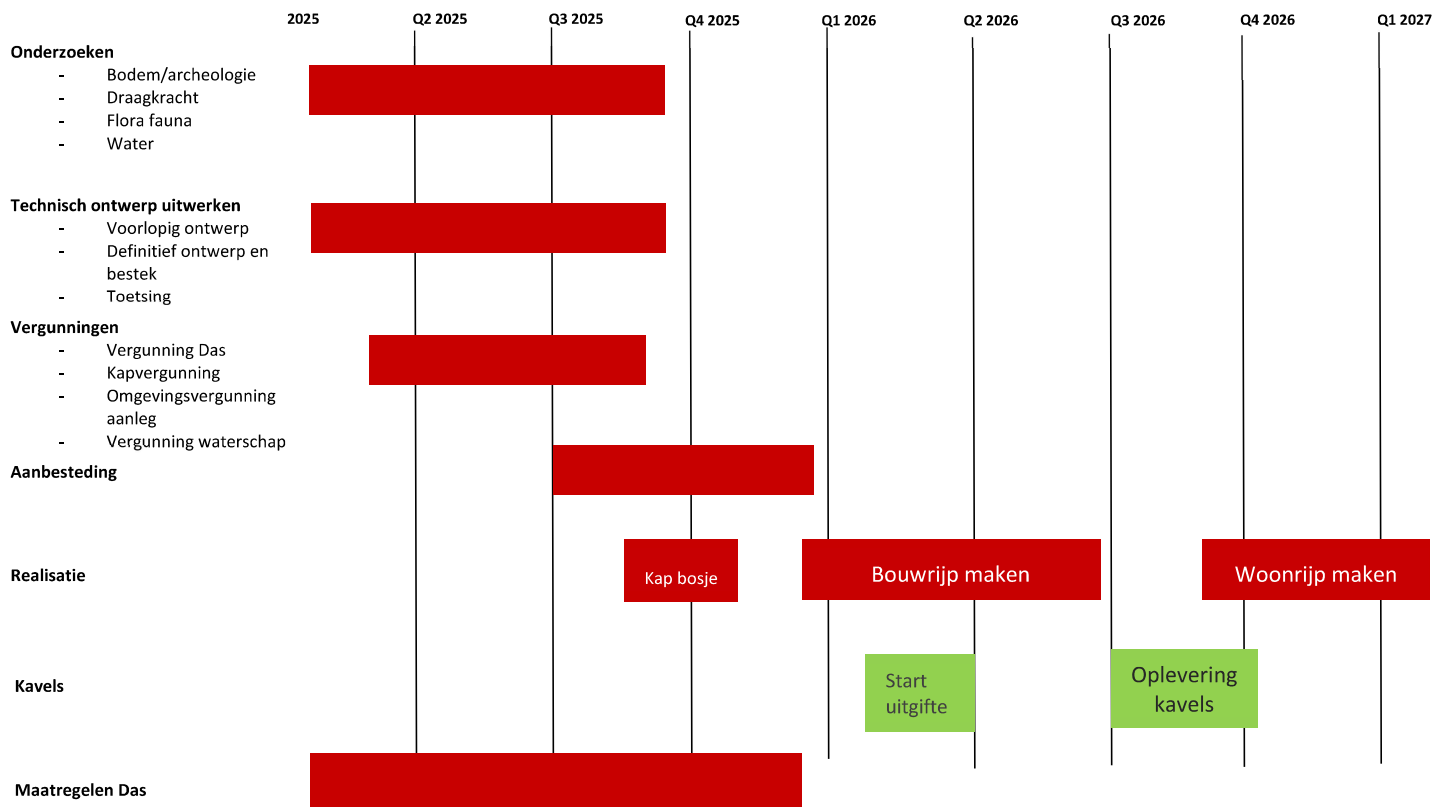 2025 Q2 2025 Q3 2025 Q4 2025 Q1 2026 Q2 2026 Q3 2026 Q4 2026 Q1 2027
Onderzoeken
- Bodem/archeologie
- Draagkracht
- Flora fauna
- Water
Technisch ontwerp uitwerken
- Voorlopig ontwerp
- Definitief ontwerp en
bestek
- Toetsing
Vergunningen
- Vergunning Das
- Kapvergunning
- Omgevingsvergunning
aanleg
- Vergunning waterschap
Aanbesteding
Realisatie
Kap bosje
Bouwrijp maken
Woonrijp maken
Kavels
Start
uitgifte
Oplevering
kavels
Maatregelen Das